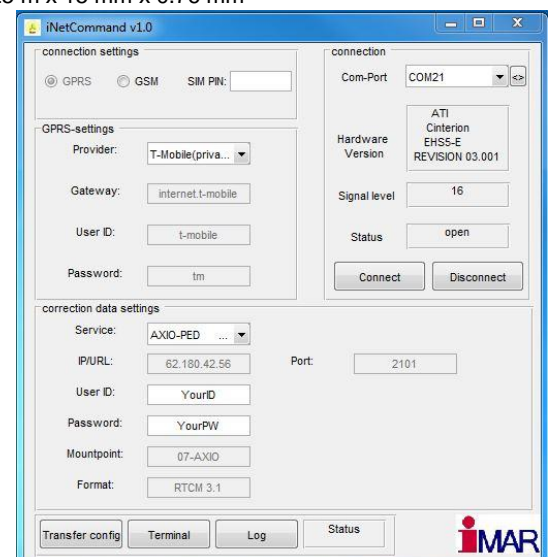 iNetCommand v1.0
connection settings
GPRS GSM SIM PIN:
connection
Com-Port COM21 <>
Hardware Version
ATI
Cinterion
EHS5-E
REVISION 03.001
Signal level 16
Status open
Connect Disconnect
GPRS-settings
Provider: T-Mobile(priva...
Gateway: internet.t-mobile
User ID: t-mobile
Password: tm
correction data settings
Service: AXIO-PED ...
IP/URL: 62.180.42.56 Port: 2101
User ID: YourID
Password: YourPW
Mountpoint: 07-AXIO
Format: RTCM 3.1
Transfer config Terminal Log Status
iMAR